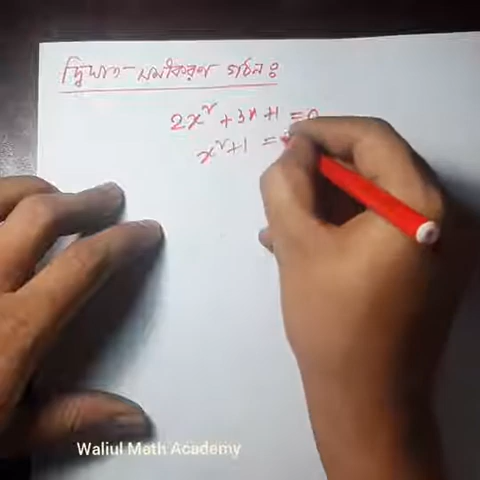 দ্বিঘাত সমীকরণ গঠন ঃ
2x² + 3x + 1 = 0
x² + 1 =
Waliul Math Academy